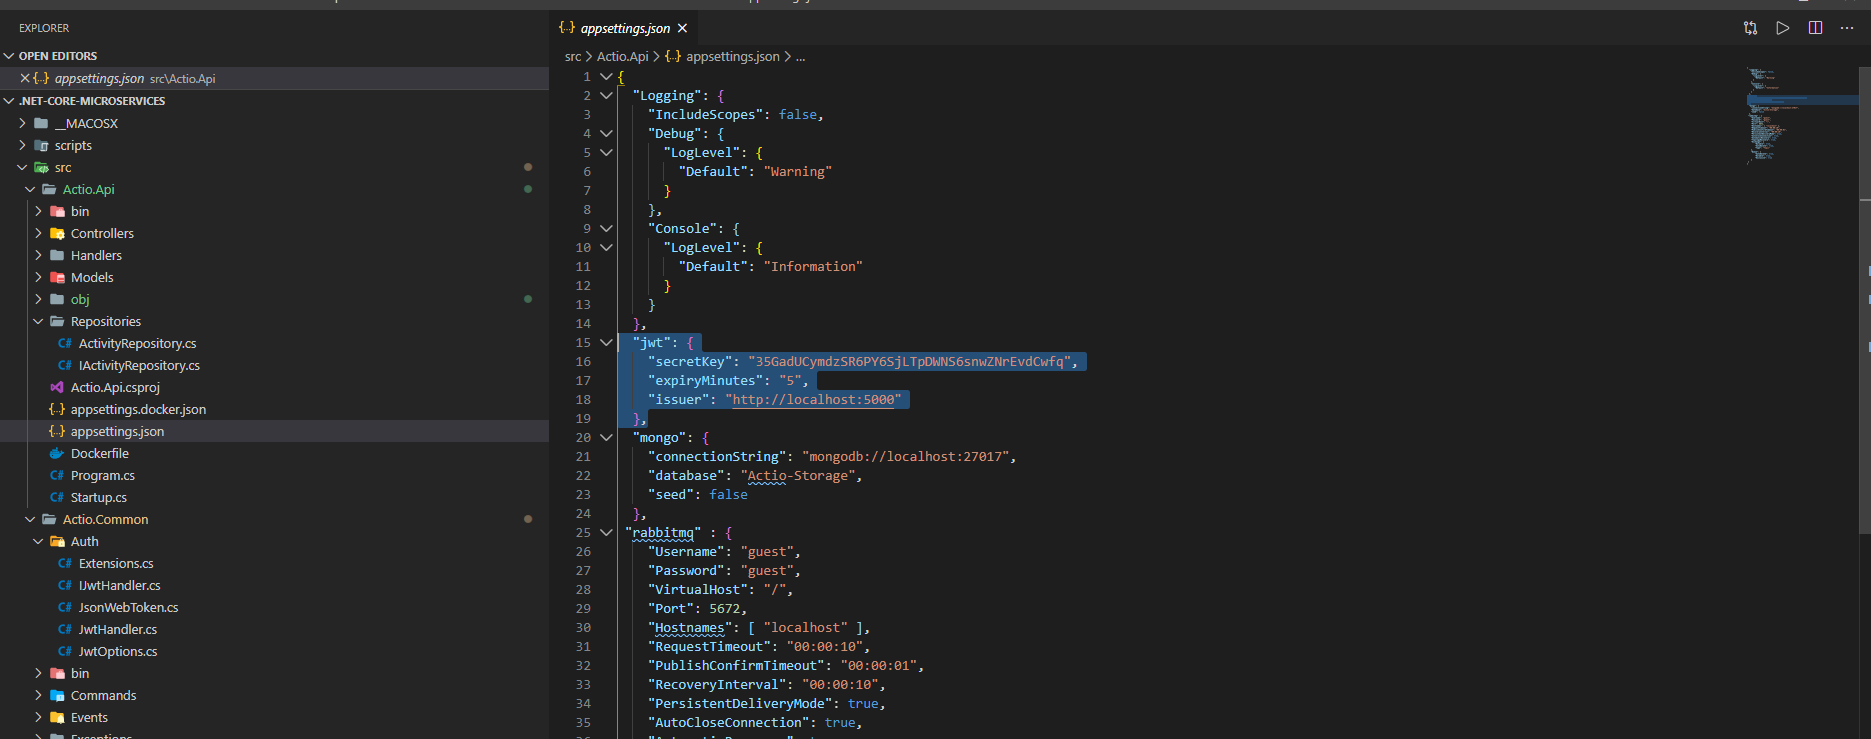 EXPLORER
OPEN EDITORS
appsettings.json src\Actio.Api
.NET-CORE-MICROSERVICES
__MACOSX
scripts
src
Actio.Api
bin
Controllers
Handlers
Models
obj
Repositories
ActivityRepository.cs
IActivityRepository.cs
Actio.Api.csproj
appsettings.docker.json
appsettings.json
Dockerfile
Program.cs
Startup.cs
Actio.Common
Auth
Extensions.cs
IJwtHandler.cs
JsonWebToken.cs
JwtHandler.cs
JwtOptions.cs
bin
Commands
Events
Exceptions
appsettings.json
src > Actio.Api > {..} appsettings.json > ...
1 {
2 "Logging": {
3 "IncludeScopes": false,
4 "Debug": {
5 "LogLevel": {
6 "Default": "Warning"
7 }
8 },
9 "Console": {
10 "LogLevel": {
11 "Default": "Information"
12 }
13 }
14 },
15 "jwt": {
16 "secretKey": "35GadUCymdzSR6PY6SjLTpDWNS6snwZNrEvdCwfq",
17 "expiryMinutes": "5",
18 "issuer": "http://localhost:5000"
19 },
20 "mongo": {
21 "connectionString": "mongodb://localhost:27017",
22 "database": "Actio-Storage",
23 "seed": false
24 },
25 "rabbitmq" : {
26 "Username": "guest",
27 "Password": "guest",
28 "VirtualHost": "/",
29 "Port": 5672,
30 "Hostnames": [ "localhost" ],
31 "RequestTimeout": "00:00:10",
32 "PublishConfirmTimeout": "00:00:01",
33 "RecoveryInterval": "00:00:10",
34 "PersistentDeliveryMode": true,
35 "AutoCloseConnection": true,